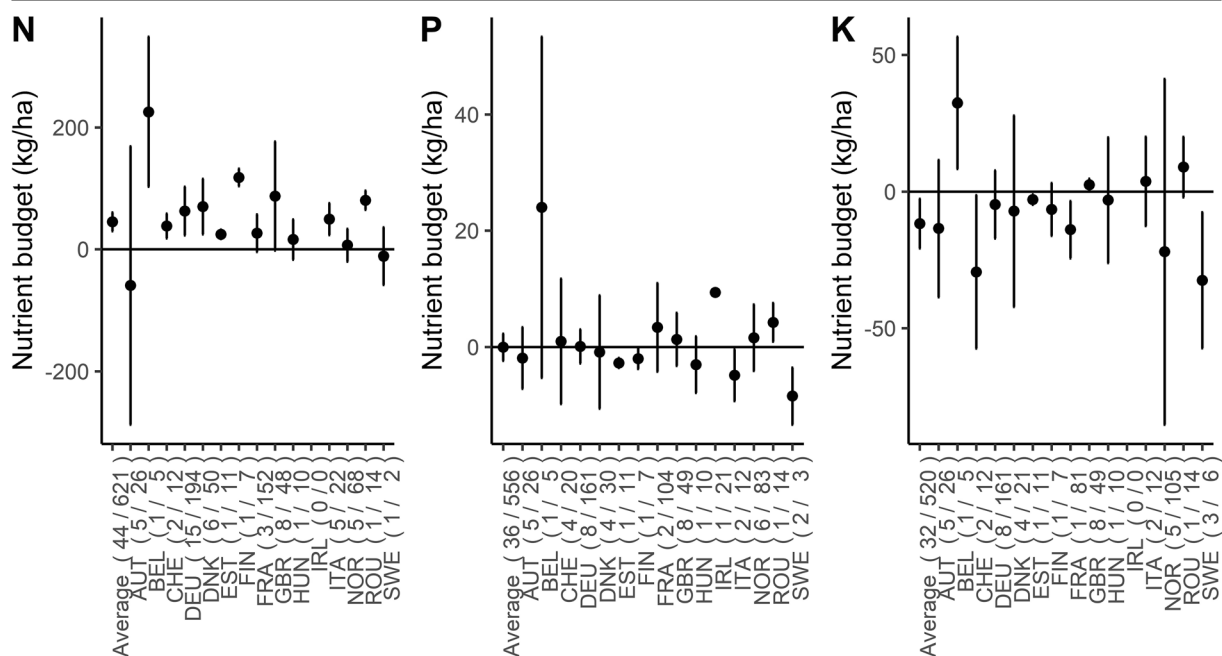 N
Nutrient budget (kg/ha)
200
0
-200
Average ( 44 / 621 )
AUT ( 5 / 26 )
BEL ( 1 / 5 )
CHE ( 2 / 12 )
DEU ( 15 / 194 )
DNK ( 6 / 50 )
EST ( 1 / 11 )
FIN ( 1 / 7 )
FRA ( 3 / 152 )
GBR ( 8 / 48 )
HUN ( 1 / 10 )
IRL ( 0 / 0 )
ITA ( 5 / 22 )
NOR ( 5 / 68 )
ROU ( 1 / 14 )
SWE ( 1 / 2 )
P
Nutrient budget (kg/ha)
40
20
0
Average ( 36 / 556 )
AUT ( 5 / 26 )
BEL ( 1 / 5 )
CHE ( 4 / 20 )
DEU ( 8 / 161 )
DNK ( 4 / 30 )
EST ( 1 / 11 )
FIN ( 1 / 7 )
FRA ( 2 / 104 )
GBR ( 8 / 49 )
HUN ( 1 / 10 )
IRL ( 1 / 21 )
ITA ( 2 / 12 )
NOR ( 6 / 83 )
ROU ( 1 / 14 )
SWE ( 2 / 3 )
K
Nutrient budget (kg/ha)
50
0
-50
Average ( 32 / 520 )
AUT ( 5 / 26 )
BEL ( 1 / 5 )
CHE ( 2 / 12 )
DEU ( 8 / 161 )
DNK ( 4 / 21 )
EST ( 1 / 11 )
FIN ( 1 / 7 )
FRA ( 1 / 81 )
GBR ( 8 / 49 )
HUN ( 1 / 10 )
IRL ( 0 / 0 )
ITA ( 2 / 12 )
NOR ( 5 / 105 )
ROU ( 1 / 14 )
SWE ( 3 / 6 )